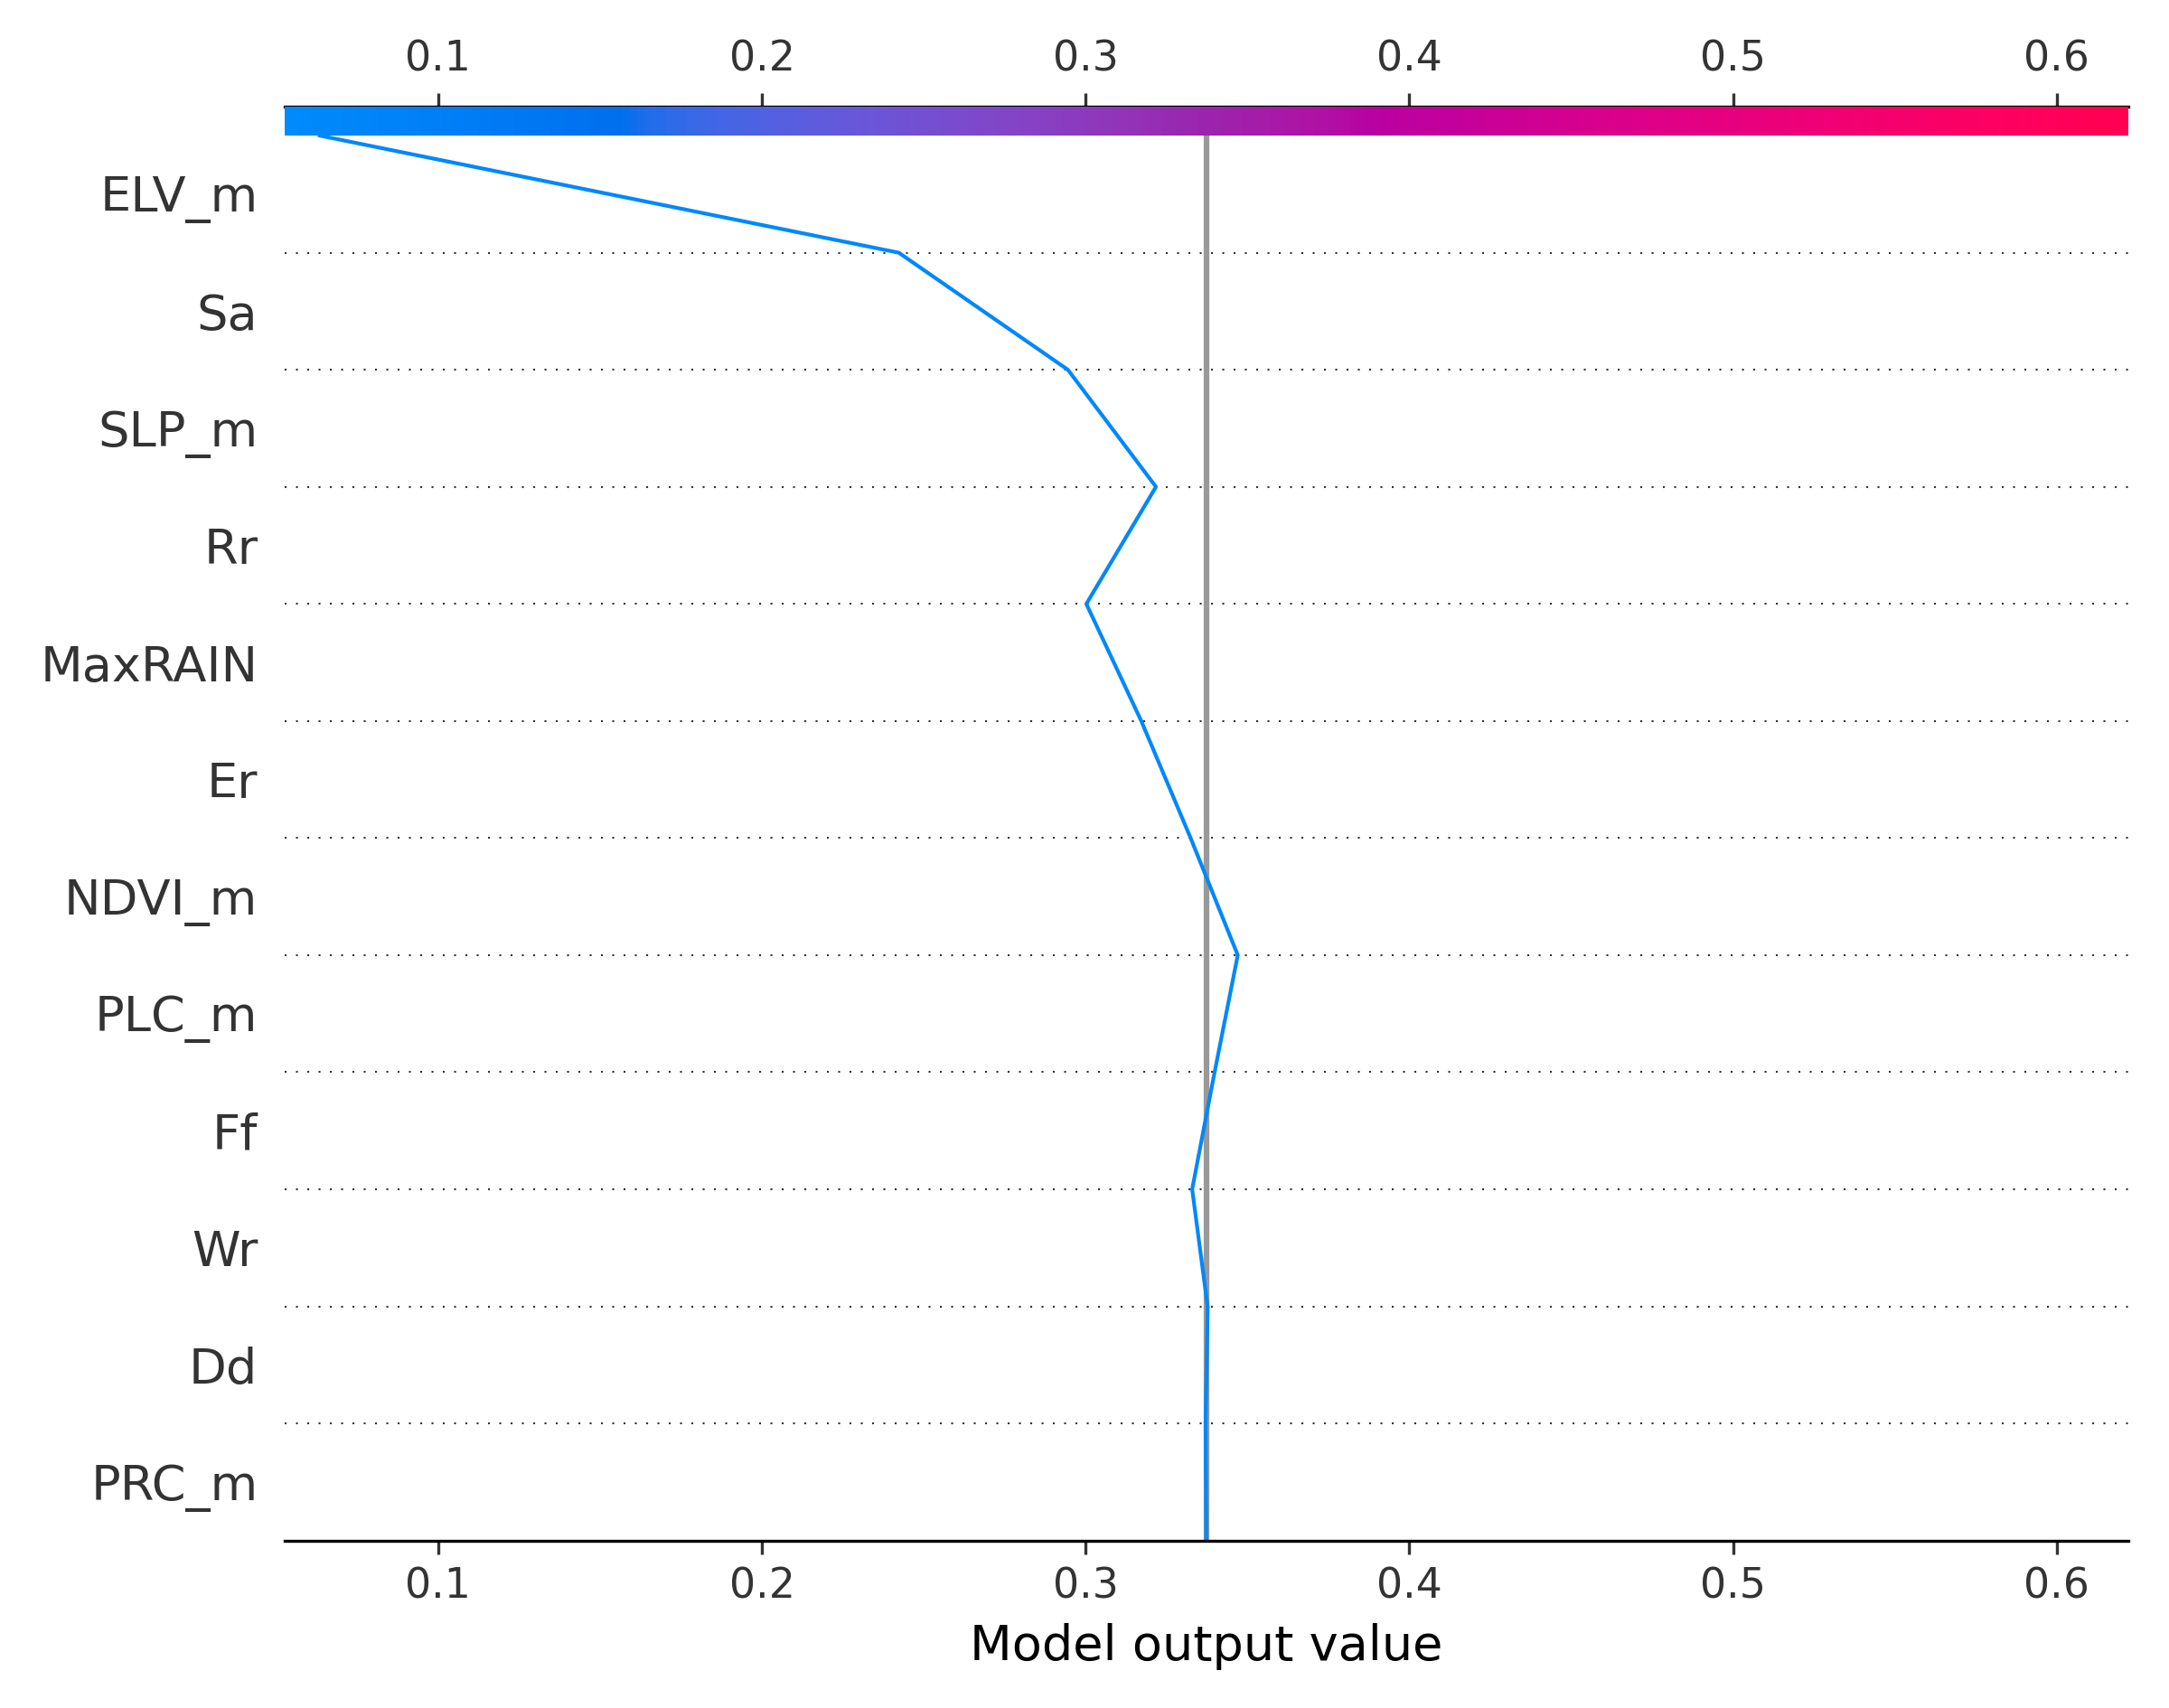 0.1 0.2 0.3 0.4 0.5 0.6
ELV_m
Sa
SLP_m
Rr
MaxRAIN
Er
NDVI_m
PLC_m
Ff
Wr
Dd
PRC_m
0.1 0.2 0.3 0.4 0.5 0.6
Model output value